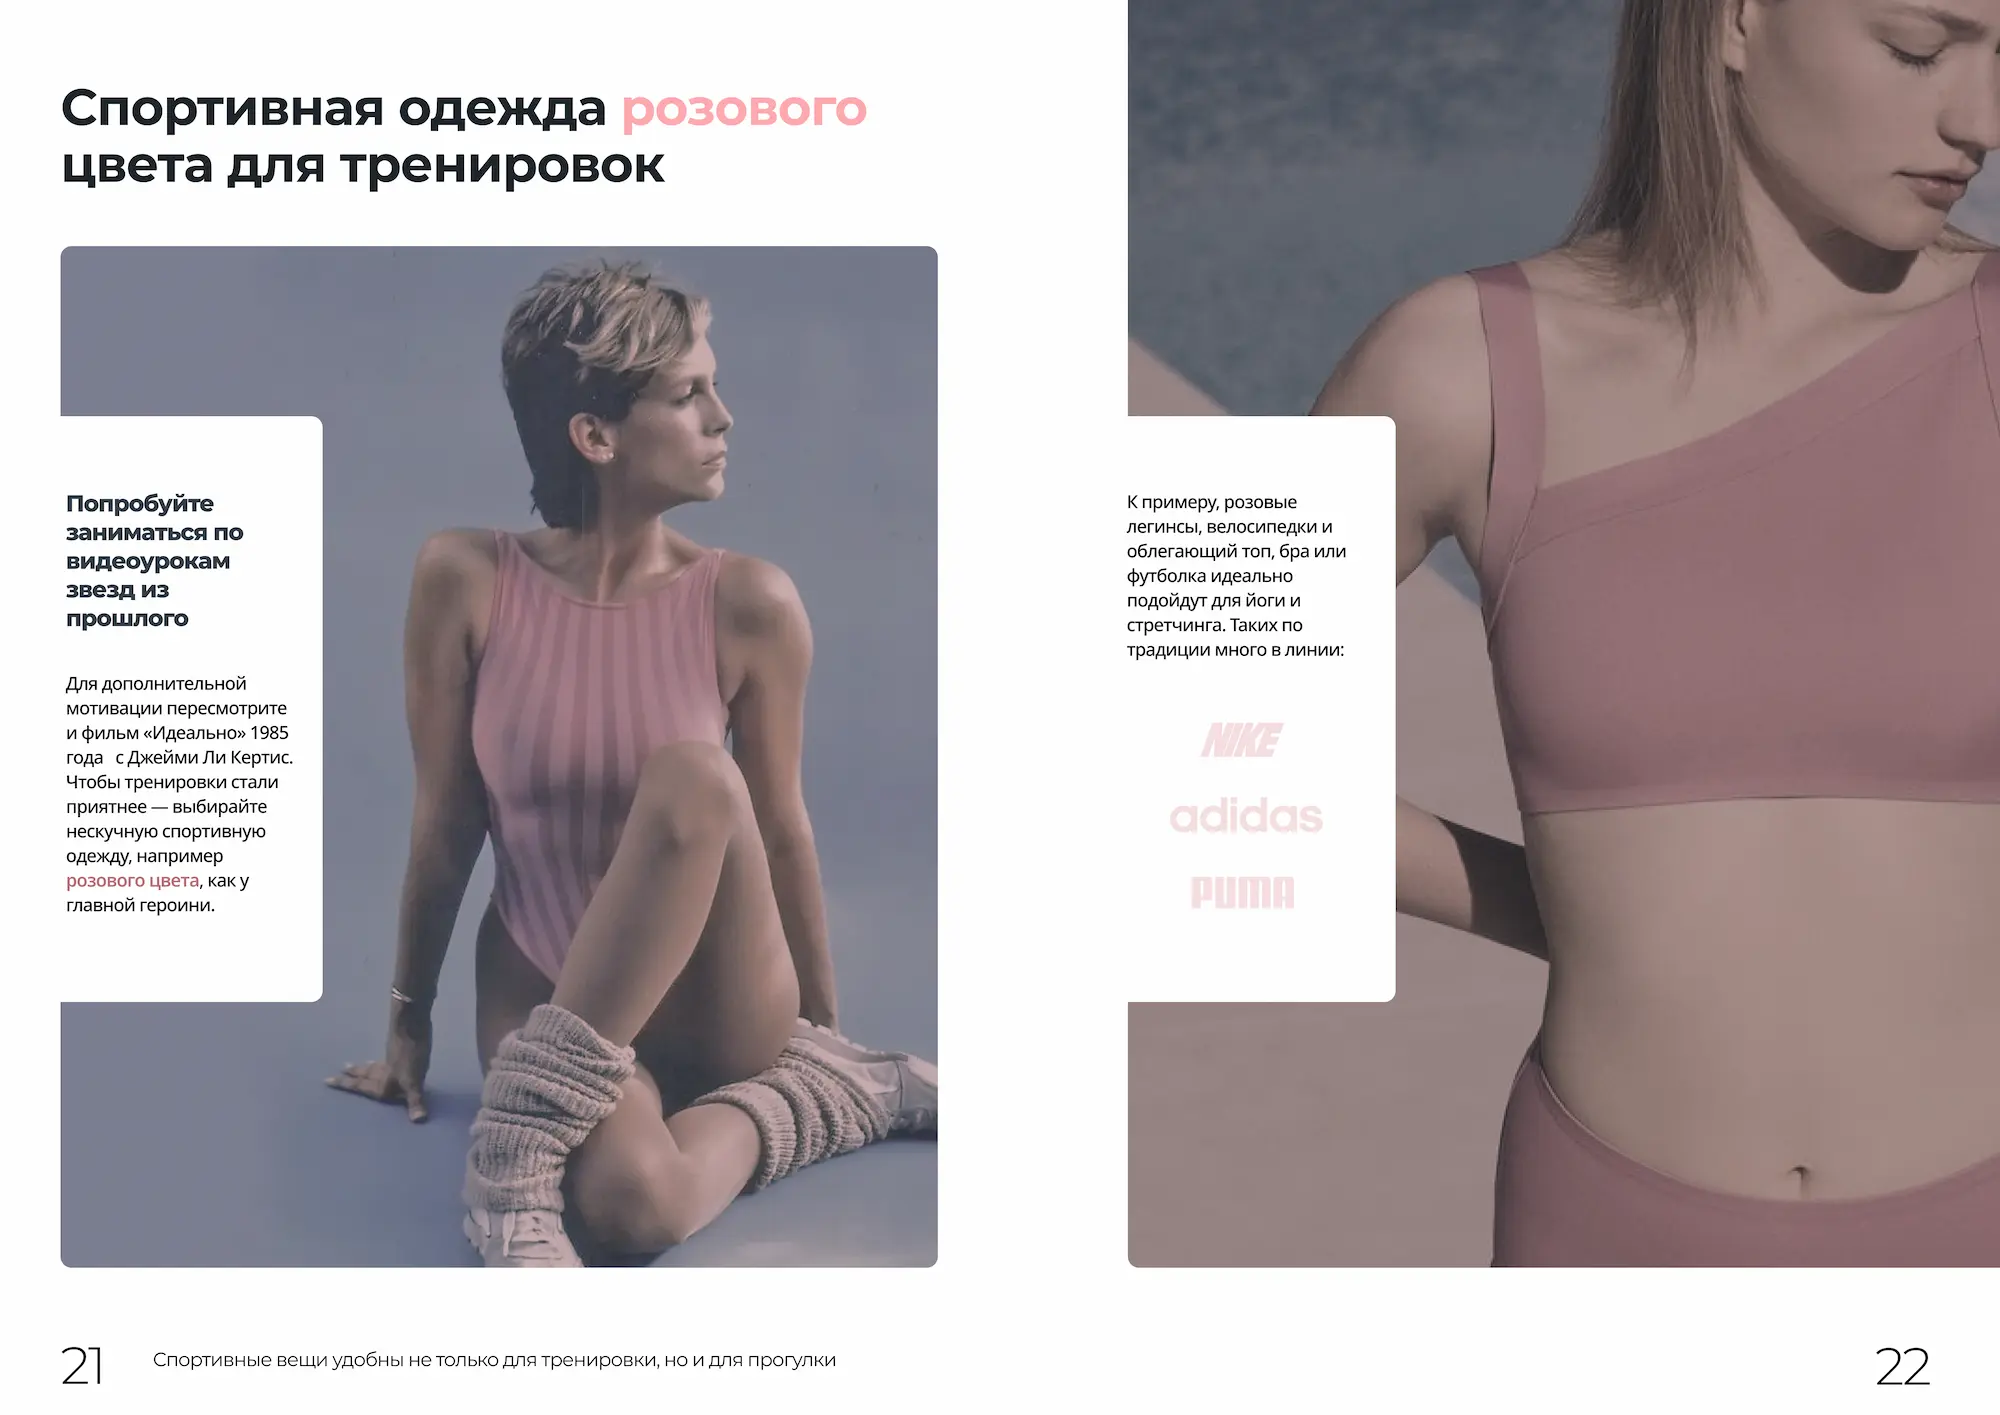 Спортивная одежда розового
цвета для тренировок
Попробуйте
заниматься по
видеоурокам
звезд из
прошлого
Для дополнительной
мотивации пересмотрите
и фильм «Идеально» 1985
года с Джейми Ли Кертис.
Чтобы тренировки стали
приятнее — выбирайте
нескучную спортивную
одежду, например
розового цвета, как у
главной героини.
К примеру, розовые
легинсы, велосипедки и
облегающий топ, бра или
футболка идеально
подойдут для йоги и
стретчинга. Таких по
традиции много в линии:
NIKE
adidas
PUMA
21
Спортивные вещи удобны не только для тренировки, но и для прогулки
22